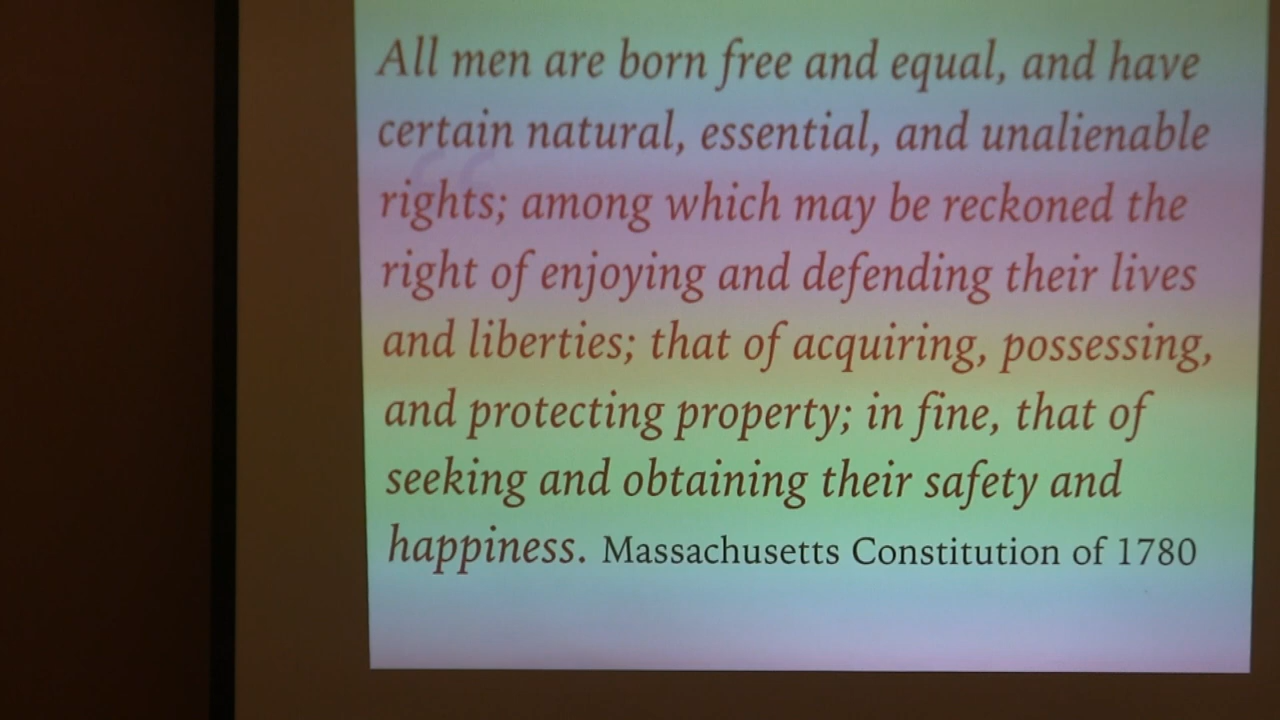 All men are born free and equal, and have
certain natural, essential, and unalienable
rights; among which may be reckoned the
right of enjoying and defending their lives
and liberties; that of acquiring, possessing,
and protecting property; in fine, that of
seeking and obtaining their safety and
happiness. Massachusetts Constitution of 1780